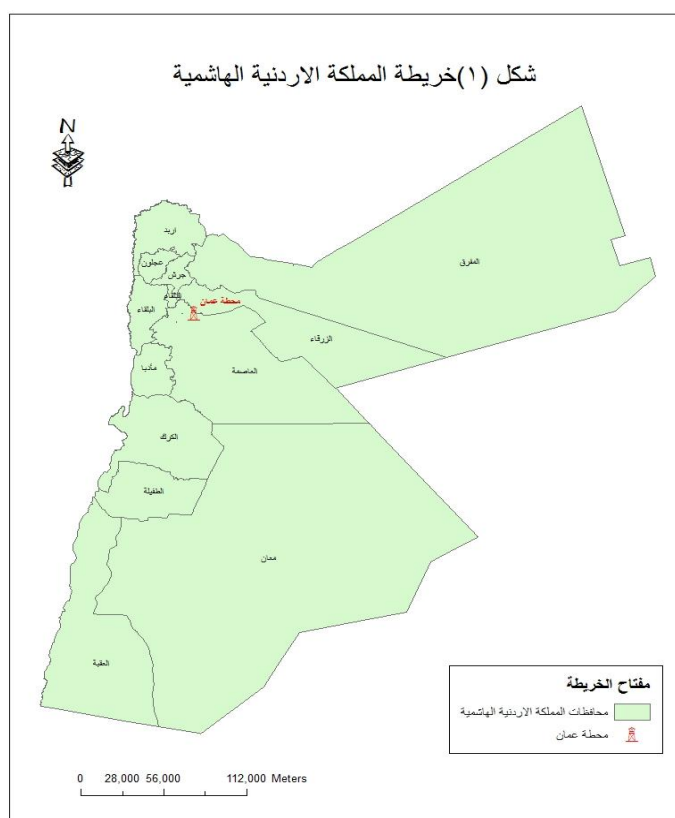 شكل (١)خريطة المملكة الاردنية الهاشمية
N
اربد
عجلون
جرش
المفرق
البلقاء
محطة عمان
الزرقاء
العاصمة
مأدبا
الكرك
الطفيلة
معان
العقبة
مفتاح الخريطة
محافظات المملكة الاردنية الهاشمية
محطة عمان
0 28,000 56,000 112,000 Meters